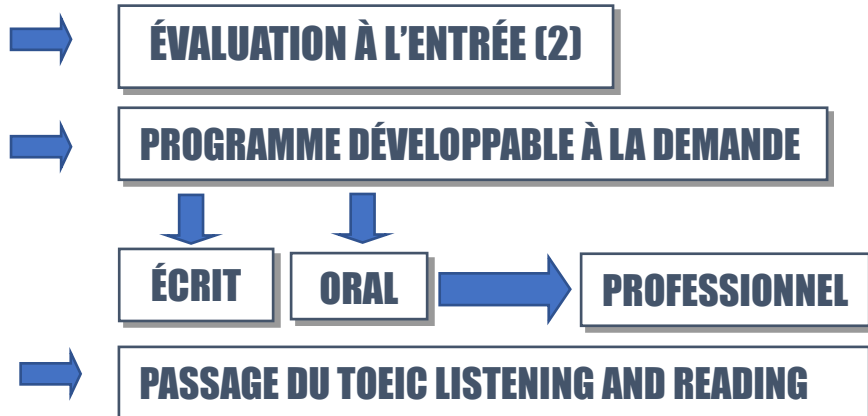 ÉVALUATION À L’ENTRÉE (2)
PROGRAMME DÉVELOPPABLE À LA DEMANDE
ÉCRIT
ORAL
PROFESSIONNEL
PASSAGE DU TOEIC LISTENING AND READING